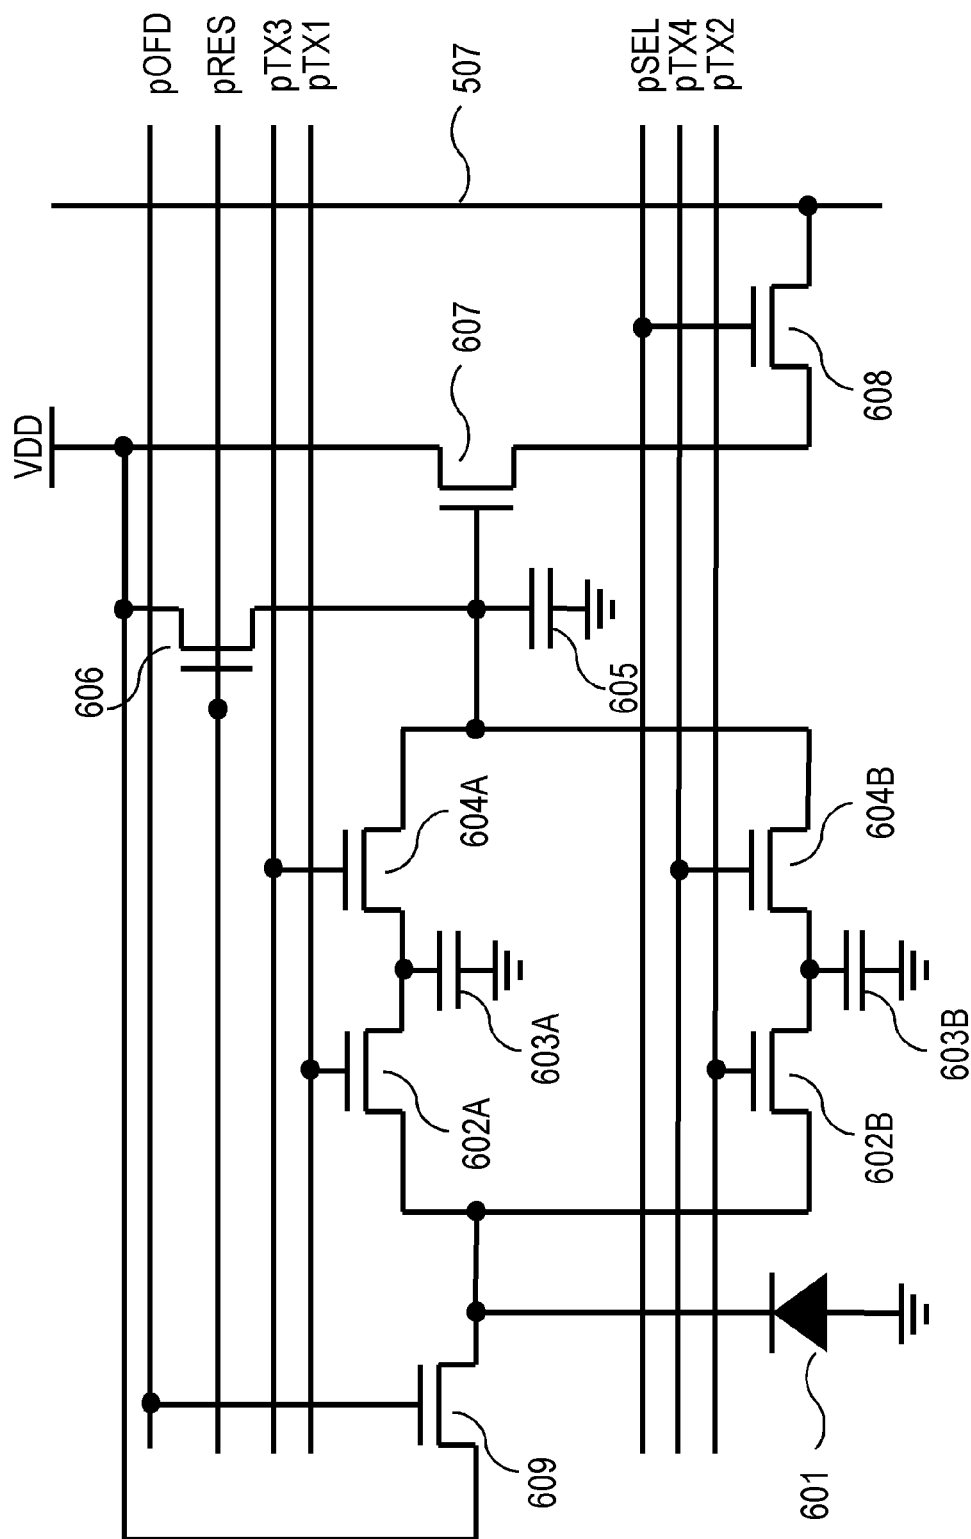 VDD
pOFD
pRES
pTX3
pTX1
507
pSEL
pTX4
pTX2
607
608
606
605
604A
604B
603A
603B
602A
602B
609
601